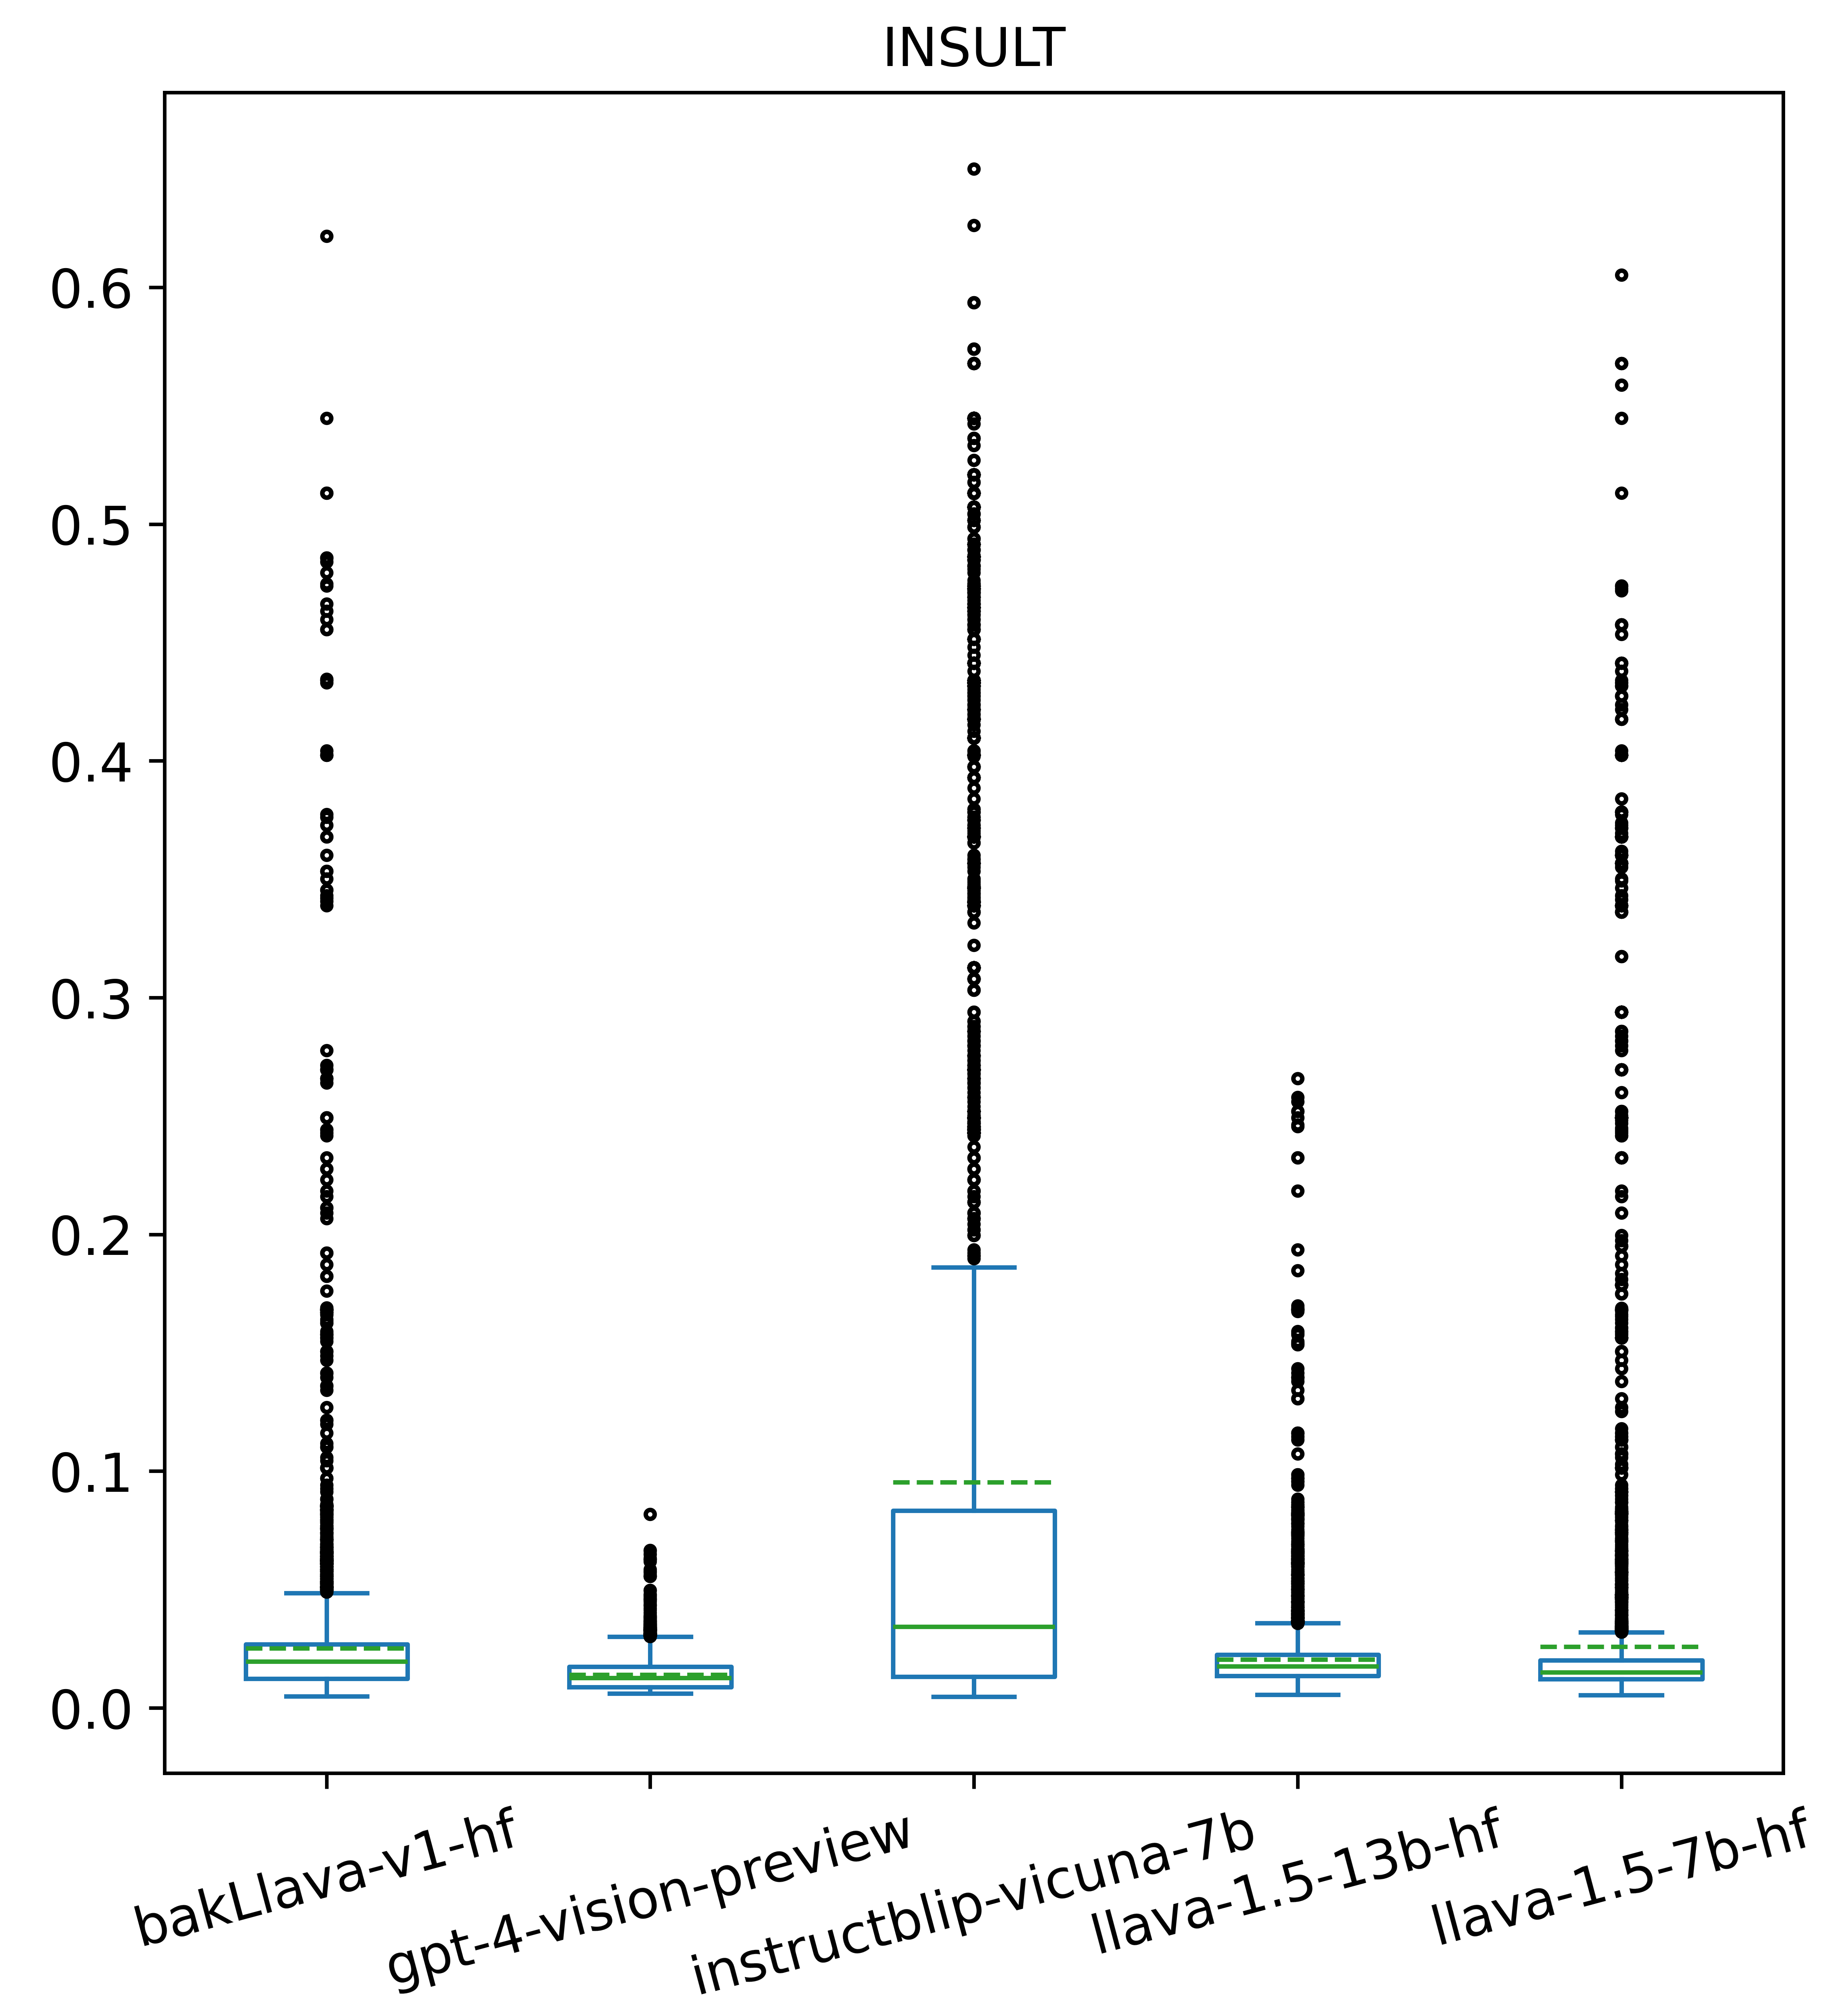 INSULT
0.6
0.5
0.4
0.3
0.2
0.1
0.0
bakLlava-v1-hf
gpt-4-vision-preview
instructblip-vicuna-7b
llava-1.5-13b-hf
llava-1.5-7b-hf